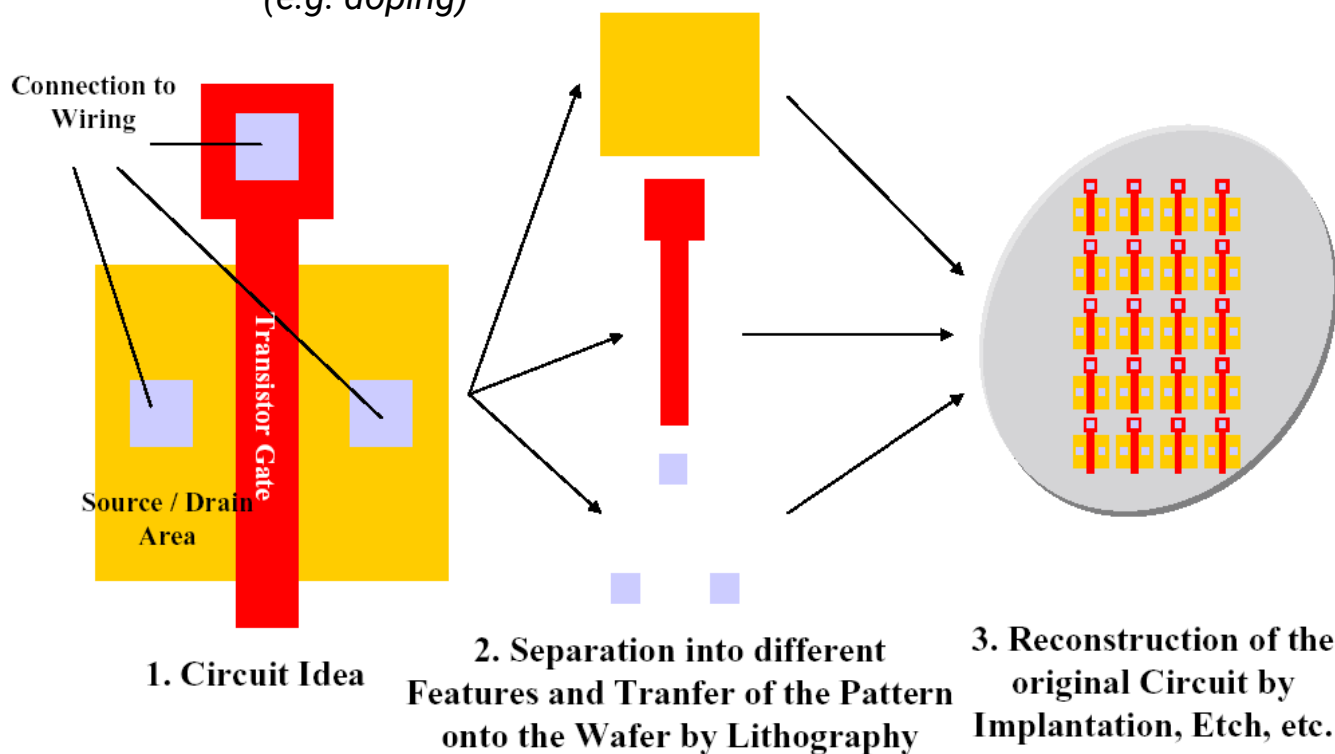 (e.g. doping)
Connection to
Wiring
Transistor Gate
Source / Drain
Area
1. Circuit Idea
2. Separation into different
Features and Tranfer of the Pattern
onto the Wafer by Lithography
3. Reconstruction of the
original Circuit by
Implantation, Etch, etc.